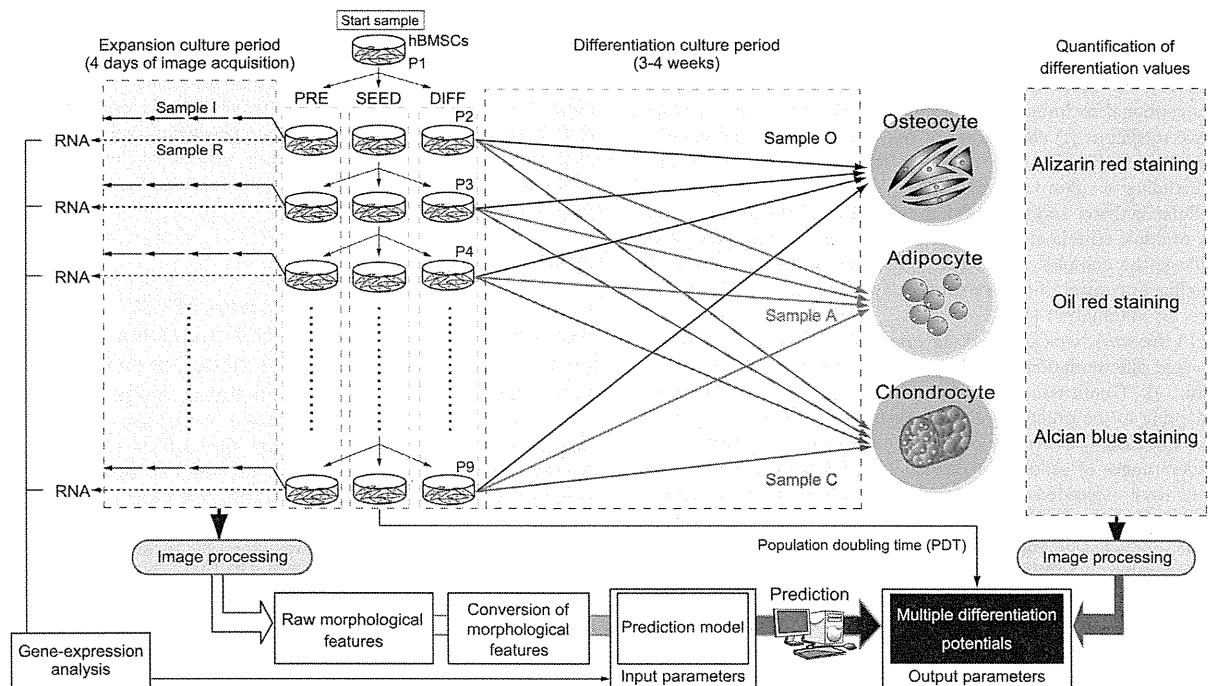 Start sample
hBMSCs
P1
Expansion culture period
(4 days of image acquisition)
Differentiation culture period
(3-4 weeks)
Quantification of
differentiation values
PRE
SEED
DIFF
Sample I
P2
Sample O
Osteocyte
RNA
Sample R
Alizarin red staining
P3
RNA
P4
Adipocyte
RNA
Sample A
Oil red staining
Chondrocyte
Alcian blue staining
P9
Sample C
RNA
Image processing
Population doubling time (PDT)
Image processing
Raw morphological
features
Conversion of
morphological
features
Prediction model
Prediction
Multiple differentiation
potentials
Gene-expression
analysis
Input parameters
Output parameters